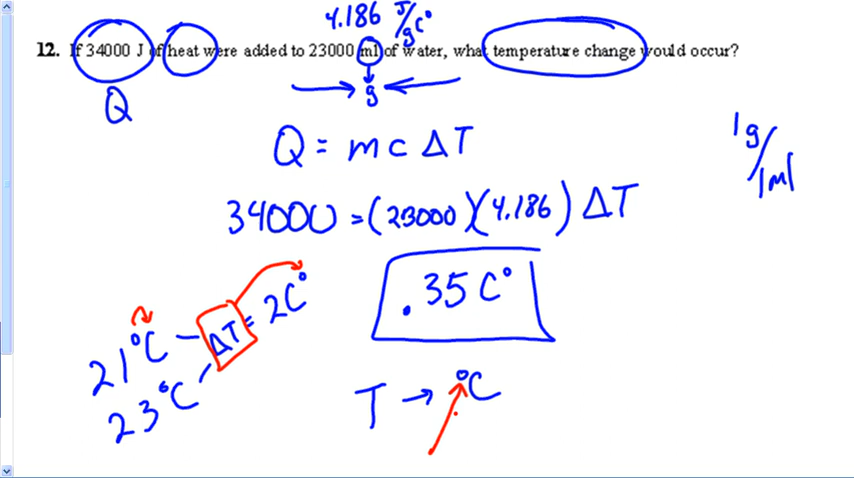 4.186 J/gC°
12. If 34000 J of heat were added to 23000 ml of water, what temperature change would occur?
g
Q
1g/1ml
Q = mcΔT
34000 = (23000)(4.186) ΔT
.35 C°
21°C - ΔT = 2C°
23°C
T → °C